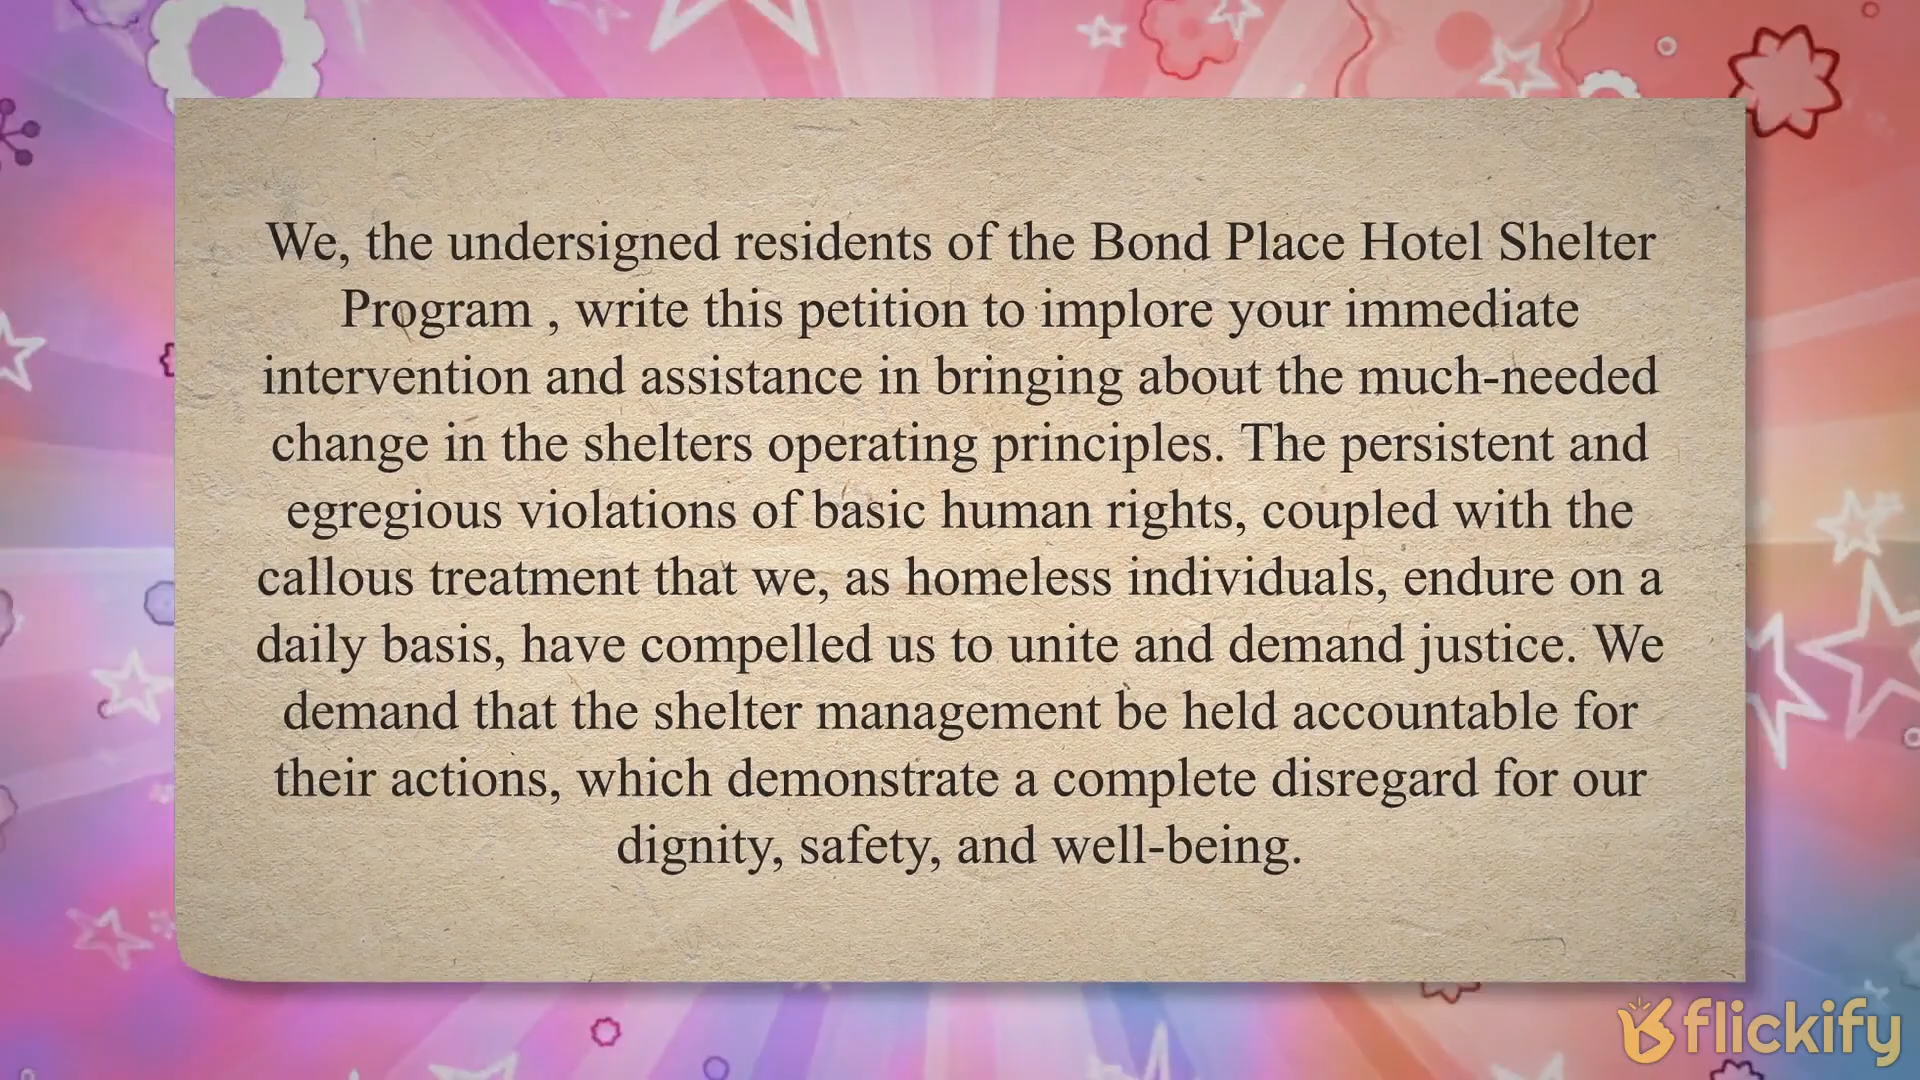 We, the undersigned residents of the Bond Place Hotel Shelter
Program , write this petition to implore your immediate
intervention and assistance in bringing about the much-needed
change in the shelters operating principles. The persistent and
egregious violations of basic human rights, coupled with the
callous treatment that we, as homeless individuals, endure on a
daily basis, have compelled us to unite and demand justice. We
demand that the shelter management be held accountable for
their actions, which demonstrate a complete disregard for our
dignity, safety, and well-being.
flickify